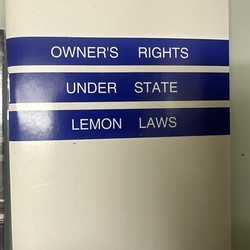 OWNER'S RIGHTS
UNDER STATE
LEMON LAWS